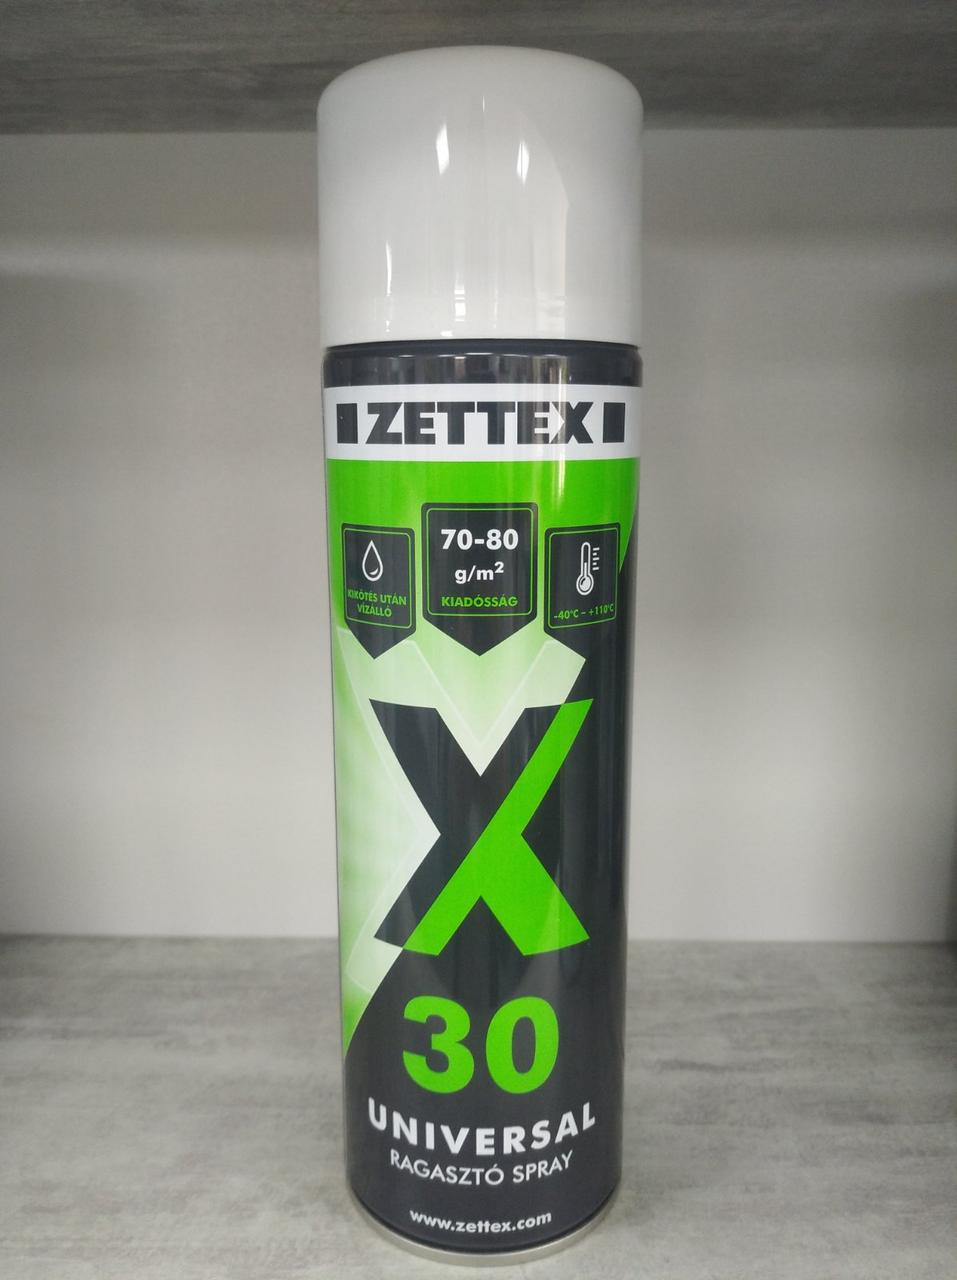 ZETTEX
70-80
g/m²
KIADÓSSÁG
KIKÖTÉS UTÁN
VÍZÁLLÓ
-40°C – +110°C
X
30
UNIVERSAL
RAGASZTÓ SPRAY
www.zettex.com